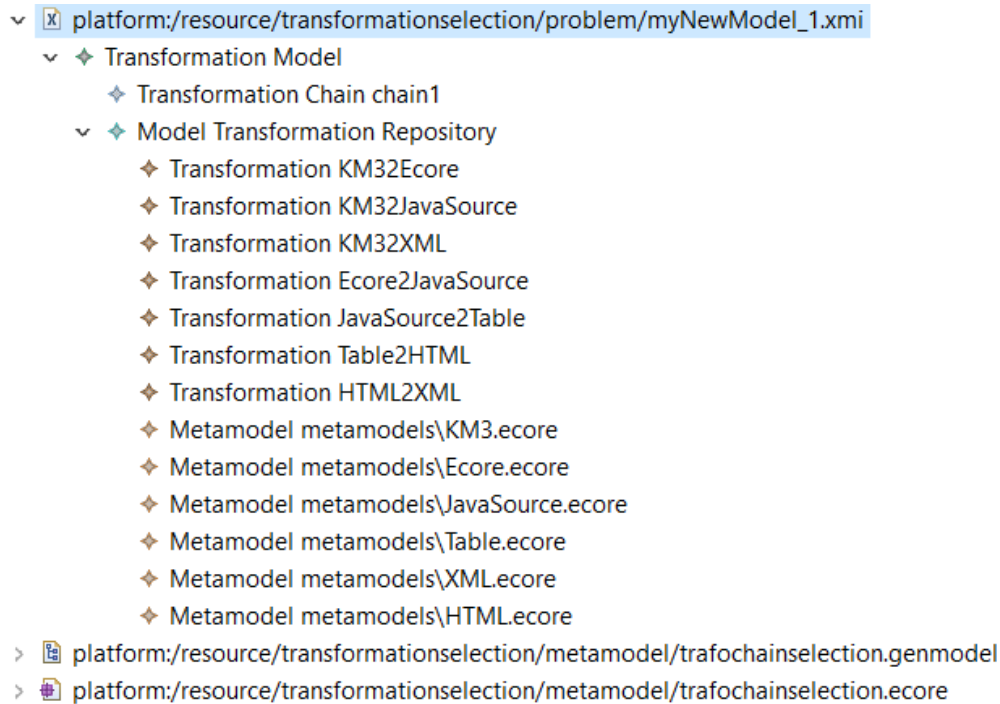 platform:/resource/transformationselection/problem/myNewModel_1.xmi
Transformation Model
Transformation Chain chain1
Model Transformation Repository
Transformation KM32Ecore
Transformation KM32JavaSource
Transformation KM32XML
Transformation Ecore2JavaSource
Transformation JavaSource2Table
Transformation Table2HTML
Transformation HTML2XML
Metamodel metamodels\KM3.ecore
Metamodel metamodels\Ecore.ecore
Metamodel metamodels\JavaSource.ecore
Metamodel metamodels\Table.ecore
Metamodel metamodels\XML.ecore
Metamodel metamodels\HTML.ecore
platform:/resource/transformationselection/metamodel/trafochainselection.genmodel
platform:/resource/transformationselection/metamodel/trafochainselection.ecore